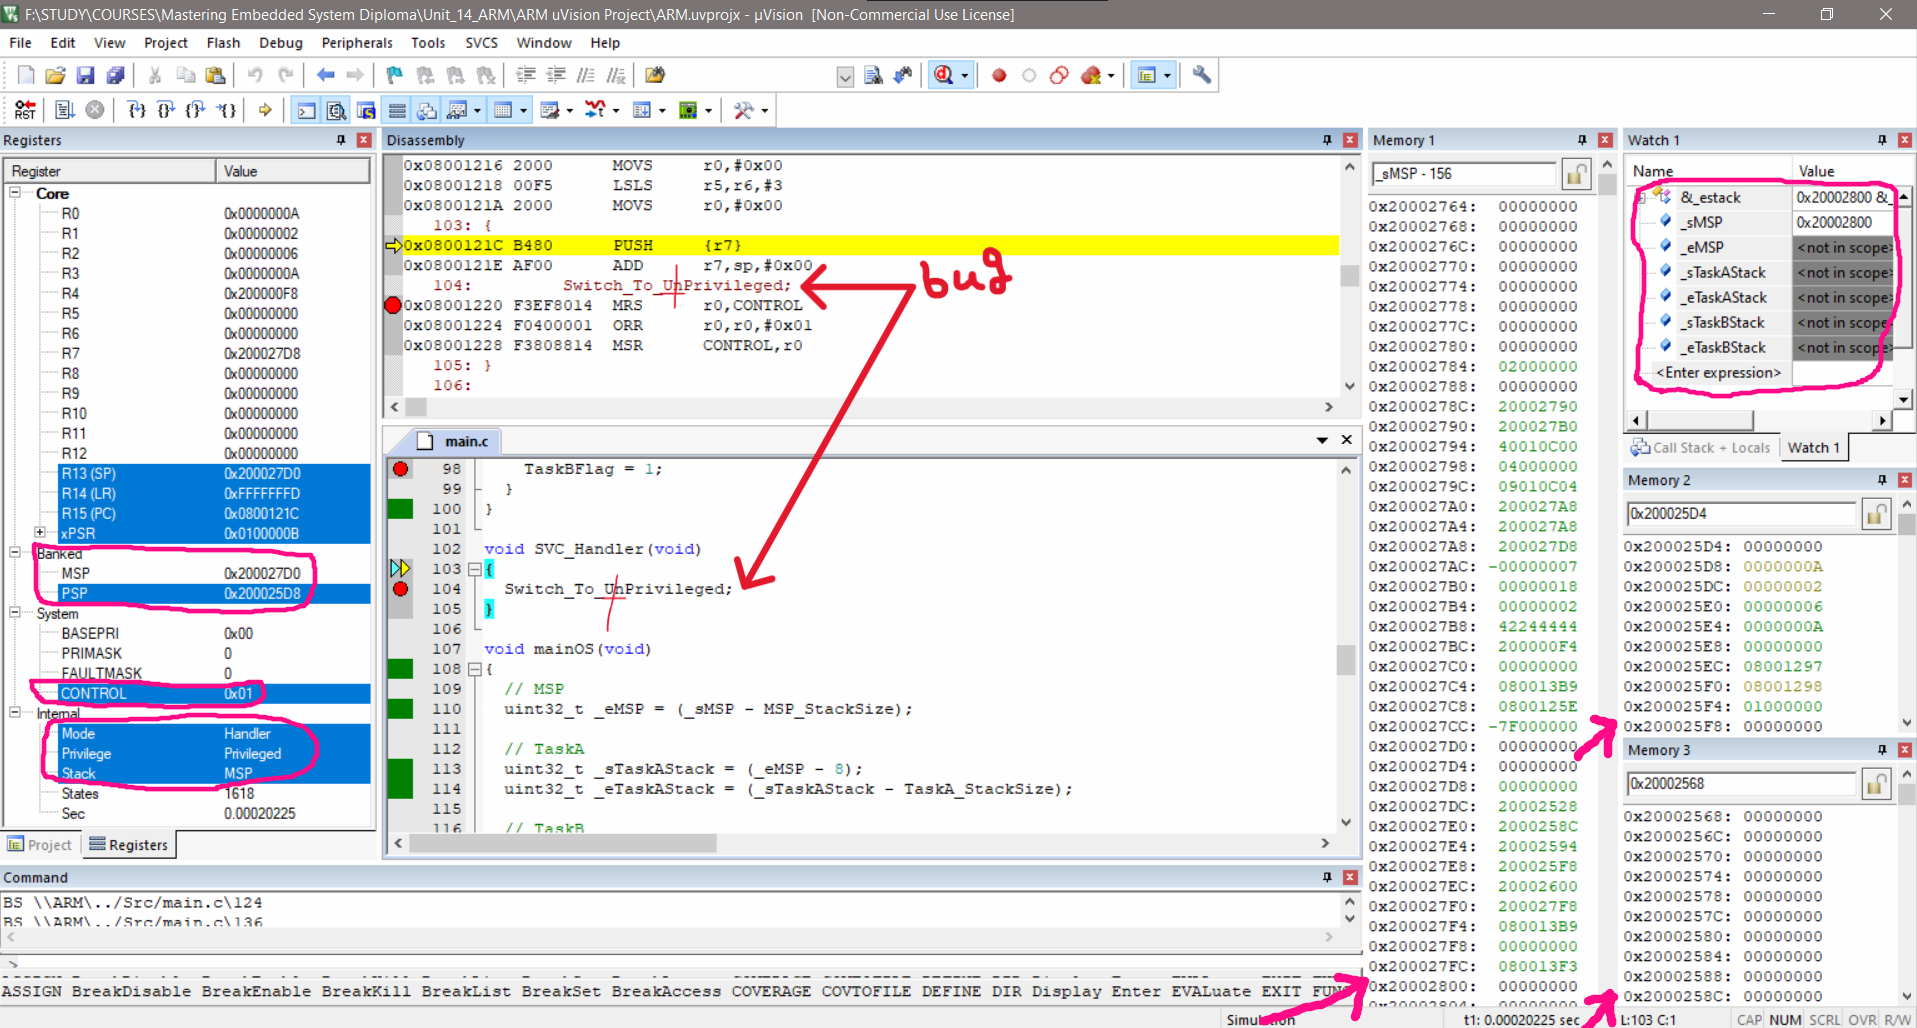 F:\STUDY\COURSES\Mastering Embedded System Diploma\Unit_14_ARM\ARM uVision Project\ARM.uvprojx - µVision [Non-Commercial Use License]
File Edit View Project Flash Debug Peripherals Tools SVCS Window Help
RST
Registers
Register Value
Core
R0 0x0000000A
R1 0x00000002
R2 0x00000006
R3 0x0000000A
R4 0x200000F8
R5 0x00000000
R6 0x00000000
R7 0x200027D8
R8 0x00000000
R9 0x00000000
R10 0x00000000
R11 0x00000000
R12 0x00000000
R13 (SP) 0x200027D0
R14 (LR) 0xFFFFFFFD
R15 (PC) 0x0800121C
xPSR 0x0100000B
Banked
MSP 0x200027D0
PSP 0x200025D8
System
BASEPRI 0x00
PRIMASK 0
FAULTMASK 0
CONTROL 0x01
Internal
Mode Handler
Privilege Privileged
Stack MSP
States 1618
Sec 0.00020225
Project Registers
Disassembly
0x08001216 2000 MOVS r0,#0x00
0x08001218 00F5 LSLS r5,r6,#3
0x0800121A 2000 MOVS r0,#0x00
103: {
0x0800121C B480 PUSH {r7}
0x0800121E AF00 ADD r7,sp,#0x00
104: Switch_To_UnPrivileged;
0x08001220 F3EF8014 MRS r0,CONTROL
0x08001224 F0400001 ORR r0,r0,#0x01
0x08001228 F3808814 MSR CONTROL,r0
105: }
106:
bug
main.c
98 TaskBFlag = 1;
99 }
100 }
101
102 void SVC_Handler(void)
103 {
104 Switch_To_UnPrivileged;
105 }
106
107 void mainOS(void)
108 {
109 // MSP
110 uint32_t _eMSP = (_sMSP - MSP_StackSize);
111
112 // TaskA
113 uint32_t _sTaskAStack = (_eMSP - 8);
114 uint32_t _eTaskAStack = (_sTaskAStack - TaskA_StackSize);
115
116 // TaskB
Memory 1
_sMSP - 156
0x20002764: 00000000
0x20002768: 00000000
0x2000276C: 00000000
0x20002770: 00000000
0x20002774: 00000000
0x20002778: 00000000
0x2000277C: 00000000
0x20002780: 00000000
0x20002784: 02000000
0x20002788: 00000000
0x2000278C: 20002790
0x20002790: 200027B0
0x20002794: 40010C00
0x20002798: 04000000
0x2000279C: 09010C04
0x200027A0: 200027A8
0x200027A4: 200027A8
0x200027A8: 200027D8
0x200027AC: -00000007
0x200027B0: 00000018
0x200027B4: 00000002
0x200027B8: 42244444
0x200027BC: 200000F4
0x200027C0: 00000000
0x200027C4: 080013B9
0x200027C8: 0800125E
0x200027CC: -7F000000
0x200027D0: 00000000
0x200027D4: 00000000
0x200027D8: 00000000
0x200027DC: 20002528
0x200027E0: 2000258C
0x200027E4: 20002594
0x200027E8: 200025F8
0x200027EC: 20002600
0x200027F0: 200027F8
0x200027F4: 080013B9
0x200027F8: 00000000
0x200027FC: 080013F3
0x20002800: 00000000
0x20002804: 00000000
Watch 1
Name Value
&_estack 0x20002800 &_
_sMSP 0x20002800
_eMSP <not in scope>
_sTaskAStack <not in scope>
_eTaskAStack <not in scope>
_sTaskBStack <not in scope>
_eTaskBStack <not in scope>
<Enter expression>
Call Stack + Locals Watch 1
Memory 2
0x200025D4
0x200025D4: 00000000
0x200025D8: 0000000A
0x200025DC: 00000002
0x200025E0: 00000006
0x200025E4: 0000000A
0x200025E8: 00000000
0x200025EC: 08001297
0x200025F0: 08001298
0x200025F4: 01000000
0x200025F8: 00000000
Memory 3
0x20002568
0x20002568: 00000000
0x2000256C: 00000000
0x20002570: 00000000
0x20002574: 00000000
0x20002578: 00000000
0x2000257C: 00000000
0x20002580: 00000000
0x20002584: 00000000
0x20002588: 00000000
0x2000258C: 00000000
Command
BS \\ARM\../Src/main.c\124
BS \\ARM\../Src/main.c\136
>
ASSIGN BreakDisable BreakEnable BreakKill BreakList BreakSet BreakAccess COVERAGE COVTOFILE DEFINE DIR Display Enter EVALuate EXIT FUNC
Simulation t1: 0.00020225 sec L:103 C:1 CAP NUM SCRL OVR R/W